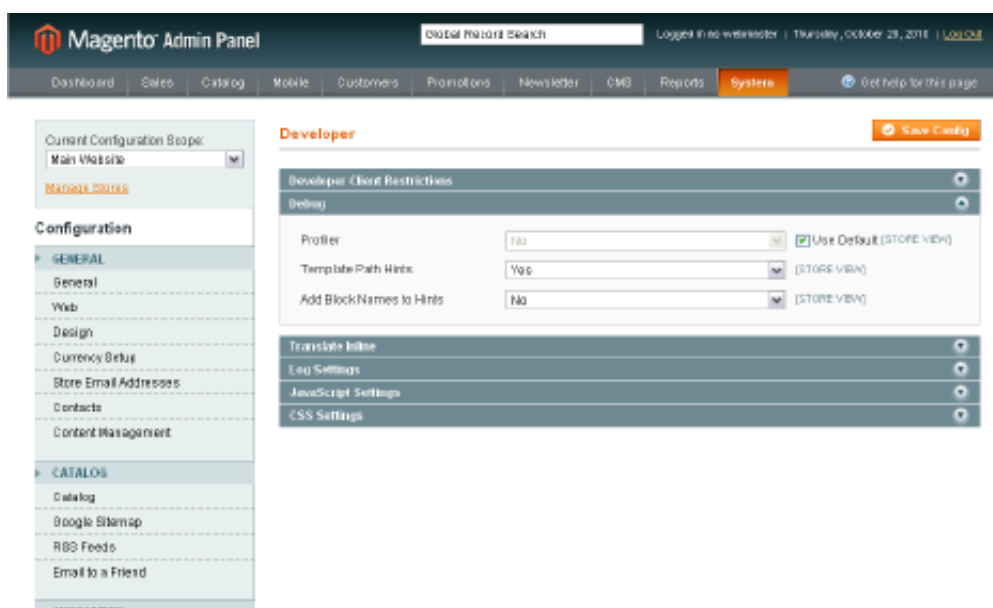 Magento Admin Panel
Global Record Search
Logged in as webminster | Thursday, October 28, 2010 | Log Out
Dashboard Sales Catalog Mobile Customers Promotions Newsletter CMS Reports System Get help for this page
Current Configuration Scope:
Main Website
Manage Stores
Configuration
GENERAL
General
Web
Design
Currency Setup
Store Email Addresses
Contacts
Content Management
CATALOG
Catalog
Google Sitemap
RSS Feeds
Email to a Friend
Developer
Save Config
Developer Client Restrictions
Debug
Profiler No Use Default [STORE VIEW]
Template Path Hints Yes [STORE VIEW]
Add Block Names to Hints No [STORE VIEW]
Translate Inline
Log Settings
JavaScript Settings
CSS Settings